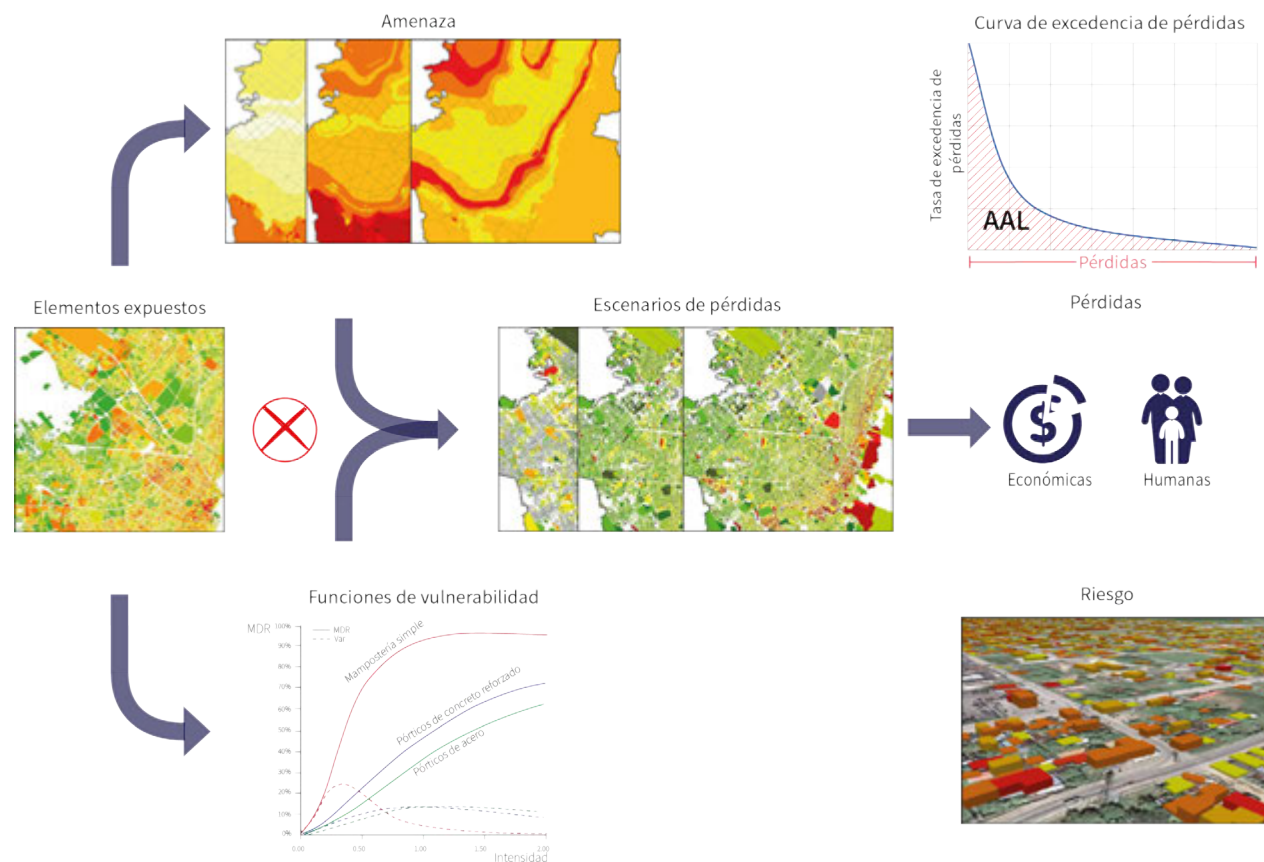 Amenaza
Curva de excedencia de pérdidas
Tasa de excedencia de
pérdidas
AAL
Pérdidas
Elementos expuestos
Escenarios de pérdidas
Pérdidas
$
Económicas
Humanas
Funciones de vulnerabilidad
MDR
100%
90%
80%
70%
60%
50%
40%
30%
20%
10%
0%
MDR
Var
Mampostería simple
Pórticos de concreto reforzado
Pórticos de acero
0.00
0.50
1.00
1.50
2.00
Intensidad
Riesgo